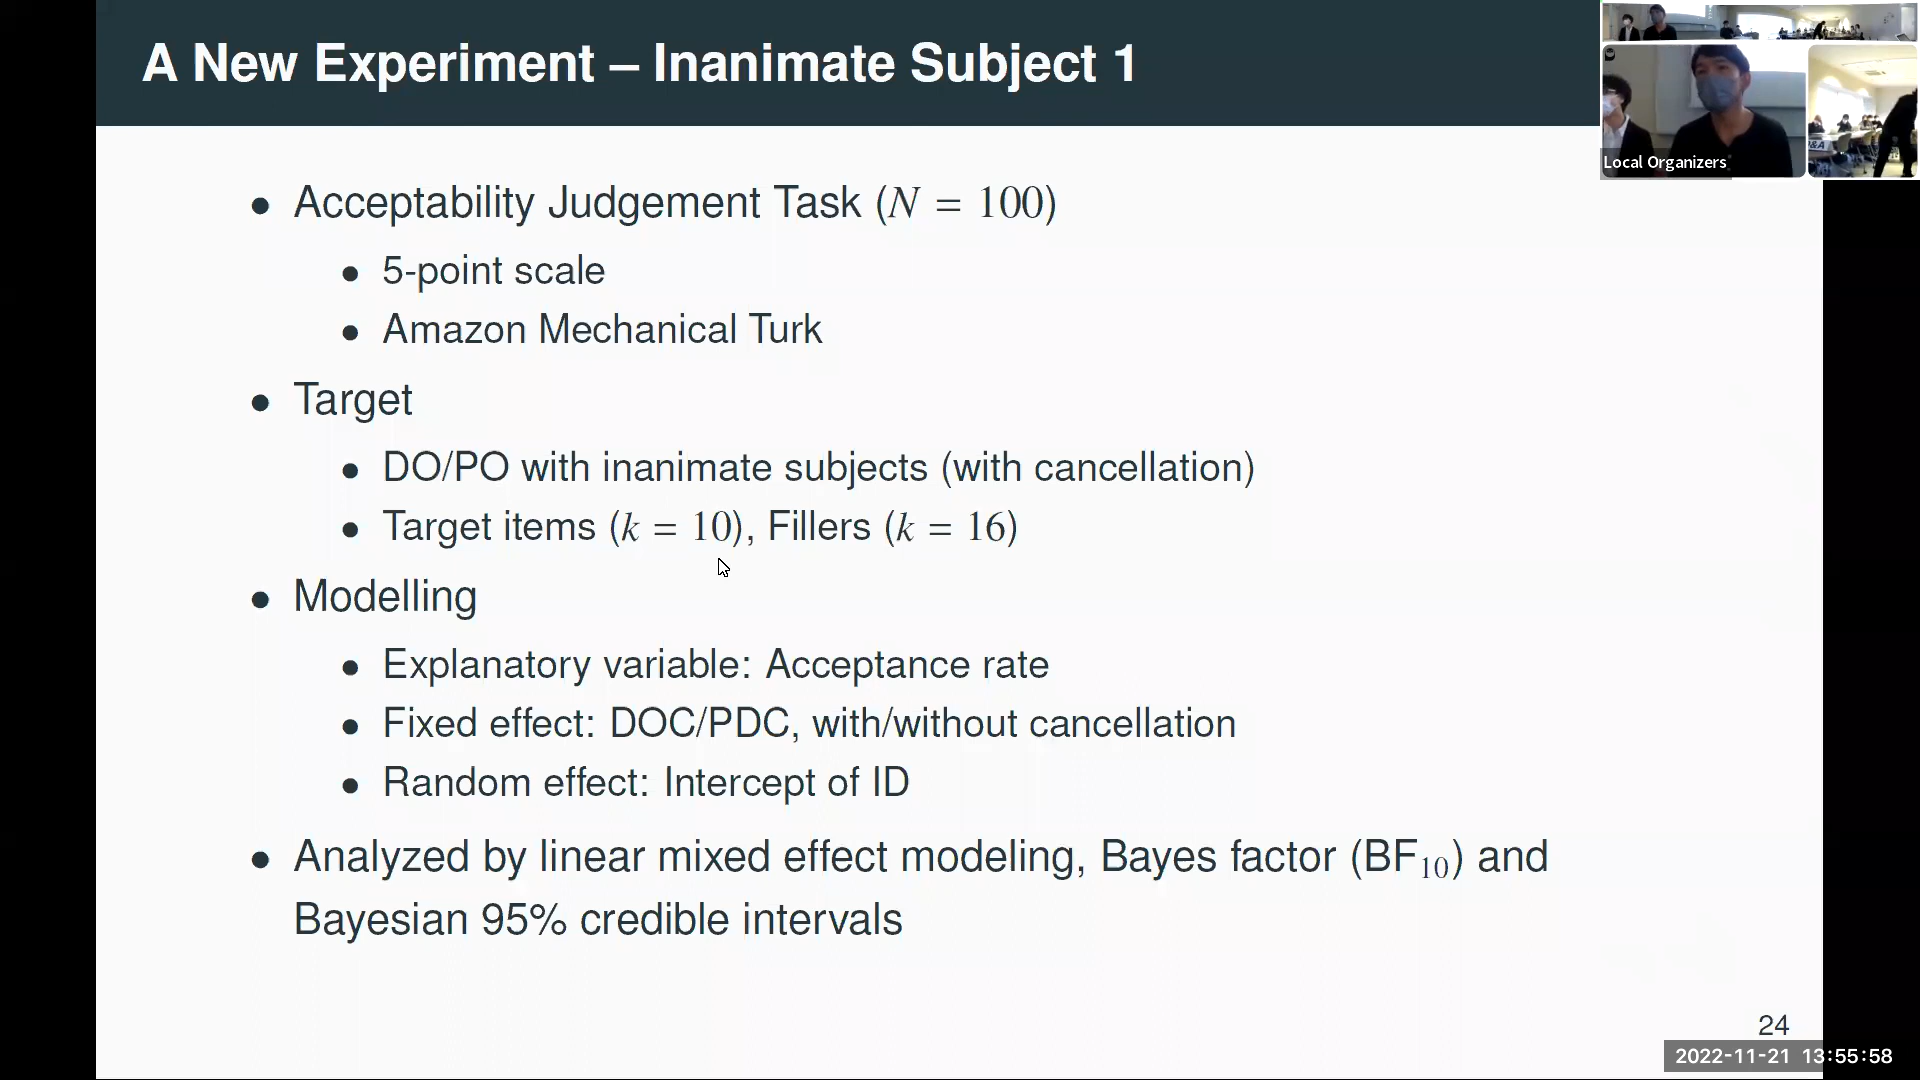 A New Experiment – Inanimate Subject 1
Local Organizers
• Acceptability Judgement Task (N = 100)
• 5-point scale
• Amazon Mechanical Turk
• Target
• DO/PO with inanimate subjects (with cancellation)
• Target items (k = 10), Fillers (k = 16)
• Modelling
• Explanatory variable: Acceptance rate
• Fixed effect: DOC/PDC, with/without cancellation
• Random effect: Intercept of ID
• Analyzed by linear mixed effect modeling, Bayes factor (BF₁₀) and
Bayesian 95% credible intervals
24
2022-11-21 13:55:58